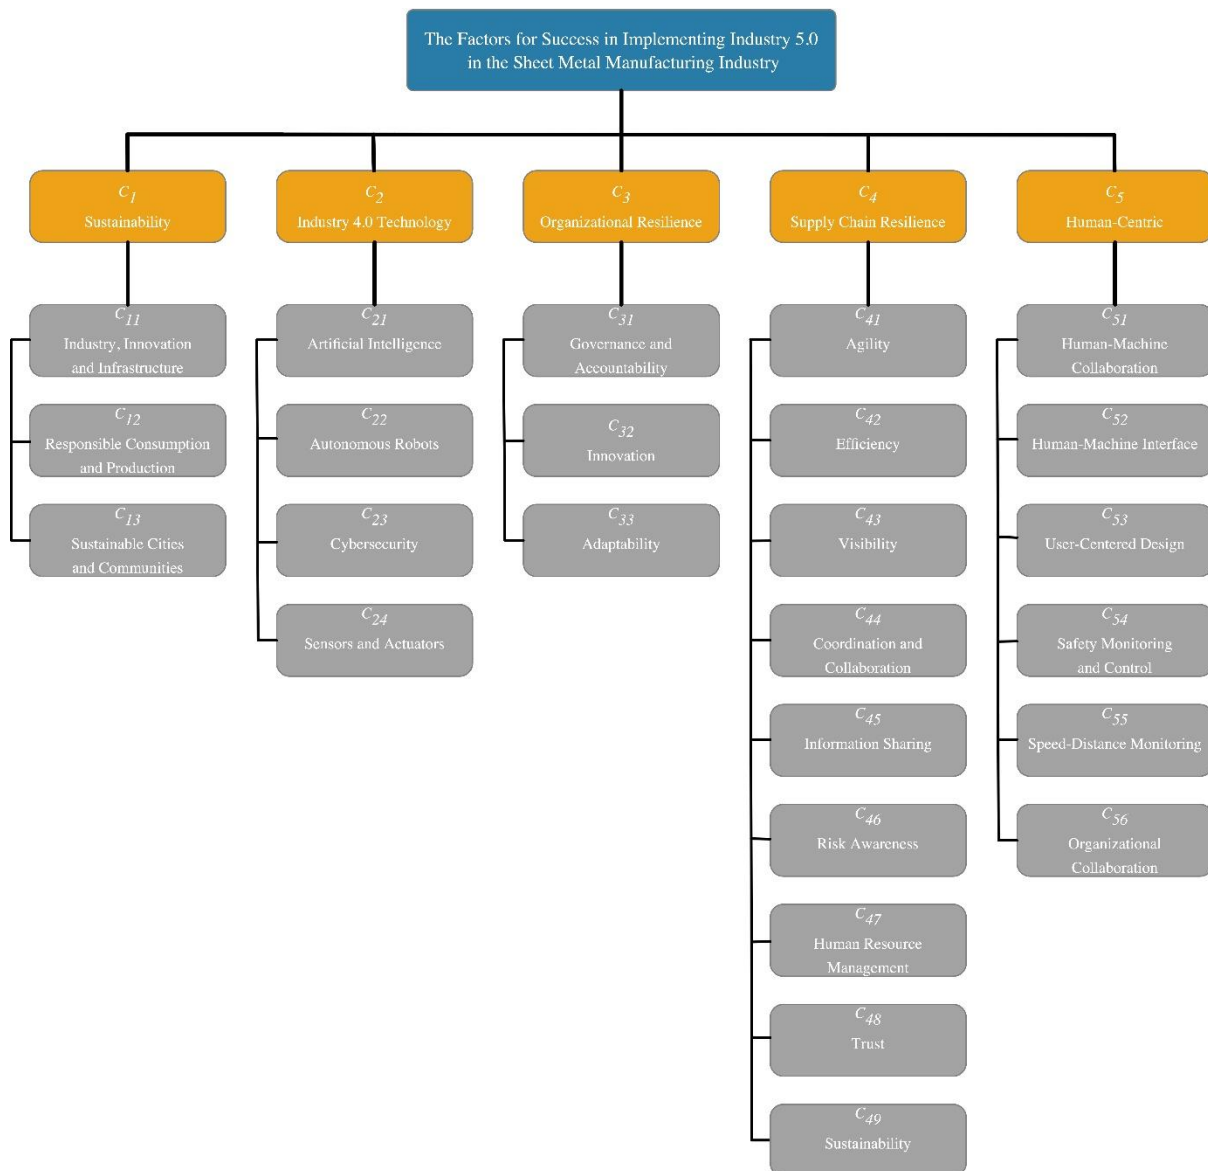 The Factors for Success in Implementing Industry 5.0
in the Sheet Metal Manufacturing Industry
C1
Sustainability
C2
Industry 4.0 Technology
C3
Organizational Resilience
C4
Supply Chain Resilience
C5
Human-Centric
C11
Industry, Innovation
and Infrastructure
C12
Responsible Consumption
and Production
C13
Sustainable Cities
and Communities
C21
Artificial Intelligence
C22
Autonomous Robots
C23
Cybersecurity
C24
Sensors and Actuators
C31
Governance and
Accountability
C32
Innovation
C33
Adaptability
C41
Agility
C42
Efficiency
C43
Visibility
C44
Coordination and
Collaboration
C45
Information Sharing
C46
Risk Awareness
C47
Human Resource
Management
C48
Trust
C49
Sustainability
C51
Human-Machine
Collaboration
C52
Human-Machine Interface
C53
User-Centered Design
C54
Safety Monitoring
and Control
C55
Speed-Distance Monitoring
C56
Organizational
Collaboration